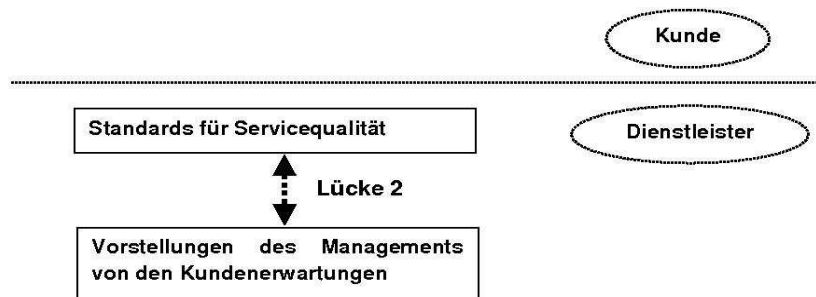 Kunde
Standards für Servicequalität
Dienstleister
Lücke 2
Vorstellungen des Managements
von den Kundenerwartungen